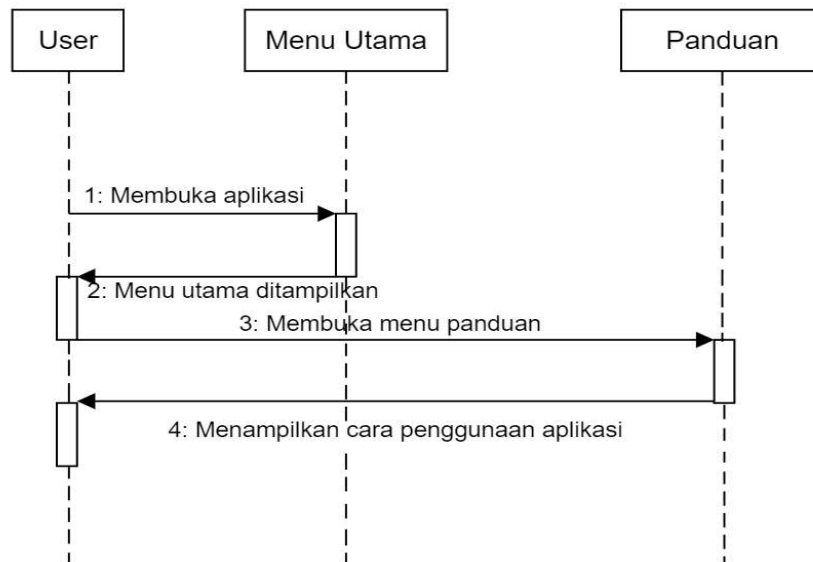 User
Menu Utama
Panduan
1: Membuka aplikasi
2: Menu utama ditampilkan
3: Membuka menu panduan
4: Menampilkan cara penggunaan aplikasi